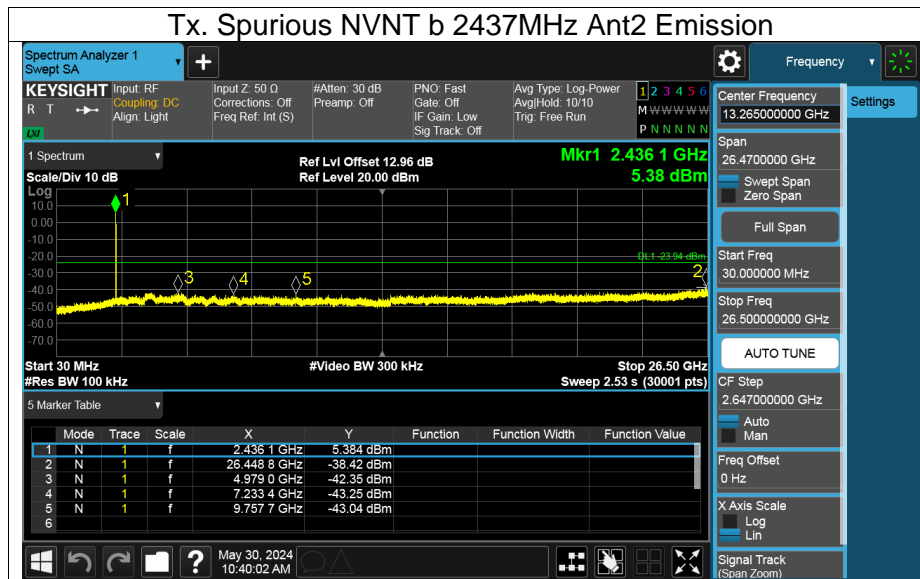 Tx. Spurious NVNT b 2437MHz Ant2 Emission
Spectrum Analyzer 1
Swept SA
+
Frequency
KEYSIGHT
R T
LXI
Input: RF
Coupling: DC
Align: Light
Input Z: 50 Ω
Corrections: Off
Freq Ref: Int (S)
#Atten: 30 dB
Preamp: Off
PNO: Fast
Gate: Off
IF Gain: Low
Sig Track: Off
Avg Type: Log-Power
Avg|Hold: 10/10
Trig: Free Run
1 2 3 4 5 6
M W W W W W
P N N N N N
1 Spectrum
Scale/Div 10 dB
Ref Lvl Offset 12.96 dB
Ref Level 20.00 dBm
Mkr1 2.436 1 GHz
5.38 dBm
Log
10.0
0.00
-10.0
-20.0
-30.0
-40.0
-50.0
-60.0
-70.0
1
DL1 -23.94 dBm
2
3
4
5
Start 30 MHz
#Res BW 100 kHz
#Video BW 300 kHz
Stop 26.50 GHz
Sweep 2.53 s (30001 pts)
5 Marker Table
Mode Trace Scale X Y Function Function Width Function Value
1 N 1 f 2.436 1 GHz 5.384 dBm
2 N 1 f 26.448 8 GHz -38.42 dBm
3 N 1 f 4.979 0 GHz -42.35 dBm
4 N 1 f 7.233 4 GHz -43.25 dBm
5 N 1 f 9.757 7 GHz -43.04 dBm
6
?
May 30, 2024
10:40:02 AM
Center Frequency
13.265000000 GHz
Span
26.4700000 GHz
Swept Span
Zero Span
Full Span
Start Freq
30.000000 MHz
Stop Freq
26.500000000 GHz
AUTO TUNE
CF Step
2.647000000 GHz
Auto
Man
Freq Offset
0 Hz
X Axis Scale
Log
Lin
Signal Track
(Span Zoom)
Settings